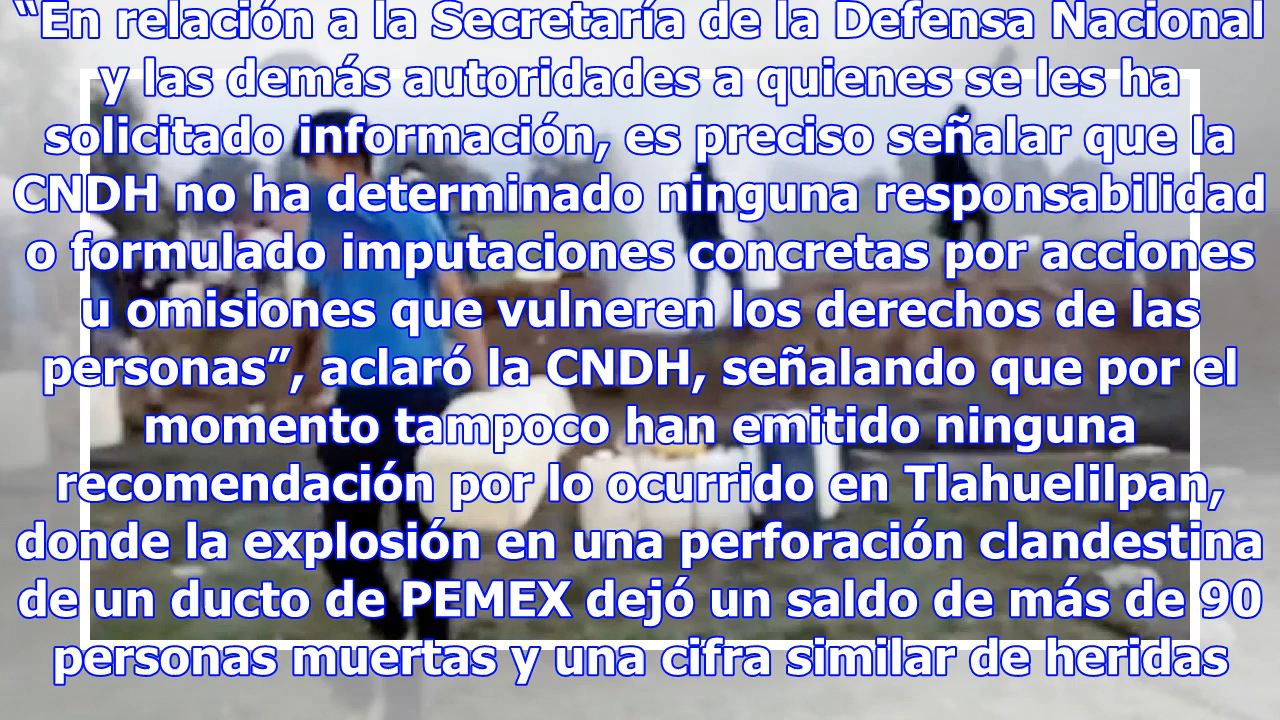 “En relación a la Secretaría de la Defensa Nacional
y las demás autoridades a quienes se les ha
solicitado información, es preciso señalar que la
CNDH no ha determinado ninguna responsabilidad
o formulado imputaciones concretas por acciones
u omisiones que vulneren los derechos de las
personas”, aclaró la CNDH, señalando que por el
momento tampoco han emitido ninguna
recomendación por lo ocurrido en Tlahuelilpan,
donde la explosión en una perforación clandestina
de un ducto de PEMEX dejó un saldo de más de 90
personas muertas y una cifra similar de heridas